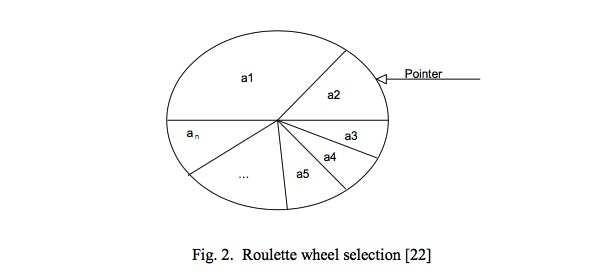 a1
Pointer
a2
an
a3
a4
...
a5
Fig. 2. Roulette wheel selection [22]